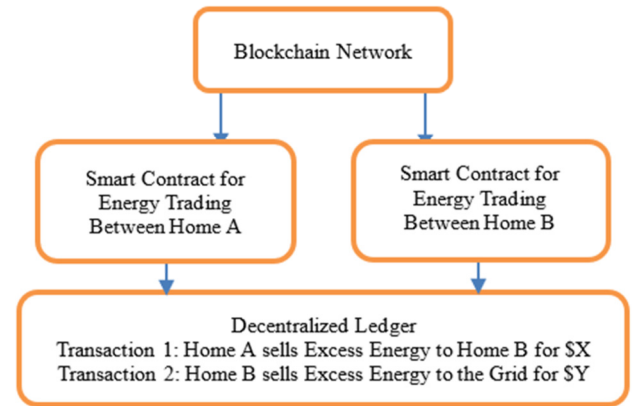 Blockchain Network
Smart Contract for
Energy Trading
Between Home A
Smart Contract for
Energy Trading
Between Home B
Decentralized Ledger
Transaction 1: Home A sells Excess Energy to Home B for $X
Transaction 2: Home B sells Excess Energy to the Grid for $Y